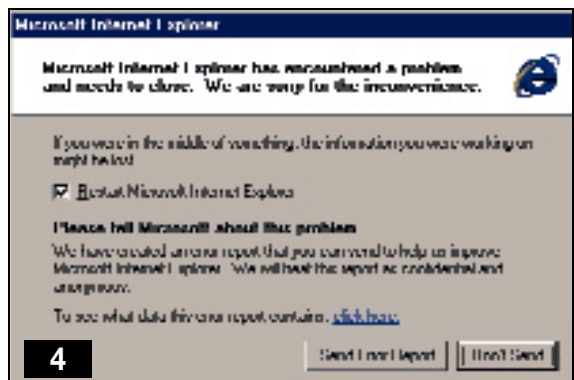 Microsoft Internet Explorer
Microsoft Internet Explorer has encountered a problem
and needs to close. We are sorry for the inconvenience.
If you were in the middle of something, the information you were working on
might be lost.
Restart Microsoft Internet Explorer
Please tell Microsoft about this problem
We have created an error report that you can send to help us improve
Microsoft Internet Explorer. We will treat this report as confidential and
anonymous.
To see what data this error report contains, click here.
4
Send Error Report
Don't Send